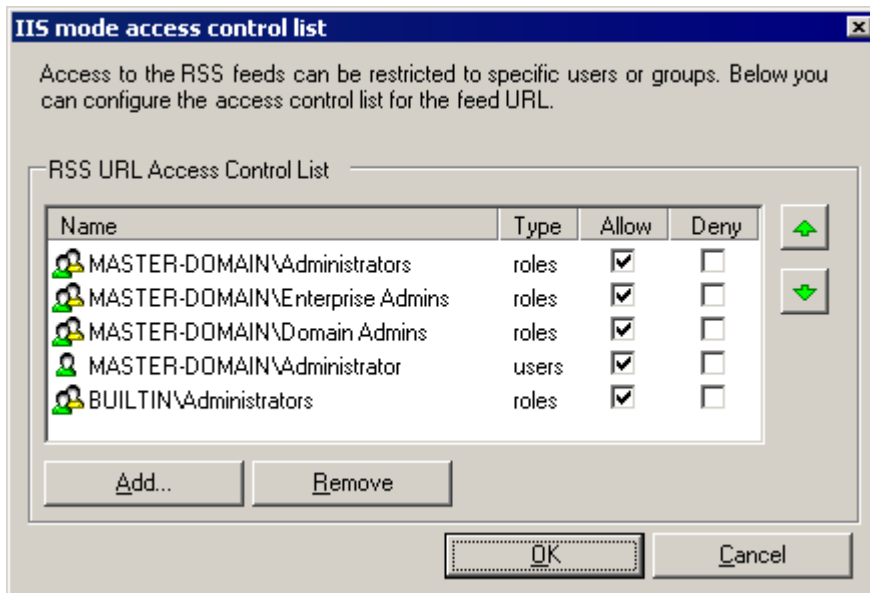 IIS mode access control list
Access to the RSS feeds can be restricted to specific users or groups. Below you
can configure the access control list for the feed URL.
RSS URL Access Control List
Name Type Allow Deny
MASTER-DOMAIN\Administrators roles
MASTER-DOMAIN\Enterprise Admins roles
MASTER-DOMAIN\Domain Admins roles
MASTER-DOMAIN\Administrator users
BUILTIN\Administrators roles
Add... Remove
OK Cancel